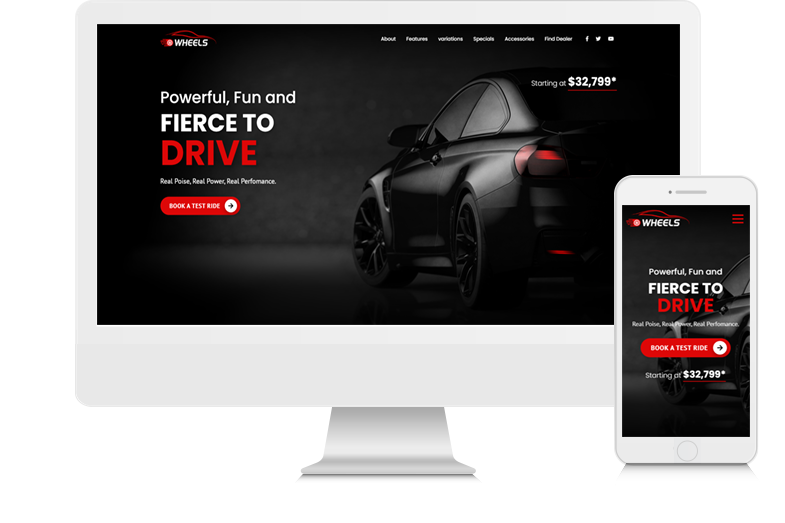 WHEELS
About Features variations Specials Accessories Find Dealer
Starting at $32,799*
Powerful, Fun and
FIERCE TO
DRIVE
Real Poise, Real Power, Real Perfomance.
BOOK A TEST RIDE
WHEELS
Powerful, Fun and
FIERCE TO
DRIVE
Real Poise, Real Power, Real Perfomance.
BOOK A TEST RIDE
Starting at $32,799*